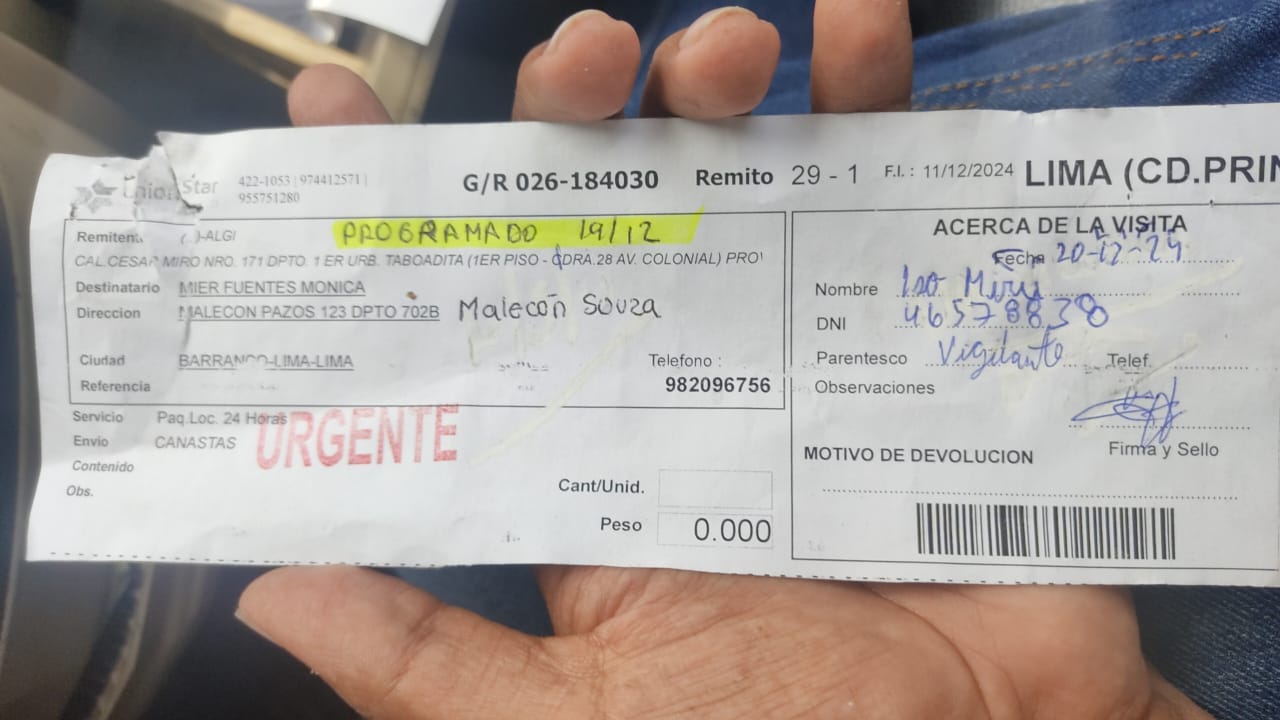 Union Star 422-1053 | 974412571 |
955751280
G/R 026-184030 Remito 29 - 1 F.I.: 11/12/2024 LIMA (CD.PRIN
PROGRAMADO 19/12
( )-ALGI
CAL.CESAR MIRO NRO. 171 DPTO. 1 ER URB. TABOADITA (1ER PISO - CDRA.28 AV. COLONIAL) PROV
Destinatario MIER FUENTES MONICA
Direccion MALECON PAZOS 123 DPTO 702B Malecón Souza
Ciudad BARRANCO-LIMA-LIMA Telefono :
Referencia 982096756
Servicio Paq.Loc. 24 Horas
Envio CANASTAS
URGENTE
Contenido
Obs.
Cant/Unid.
Peso 0.000
ACERCA DE LA VISITA
Fecha 20-12-24
Nombre
DNI 46578838
Parentesco Vigilante Telef.
Observaciones
Firma y Sello
MOTIVO DE DEVOLUCION